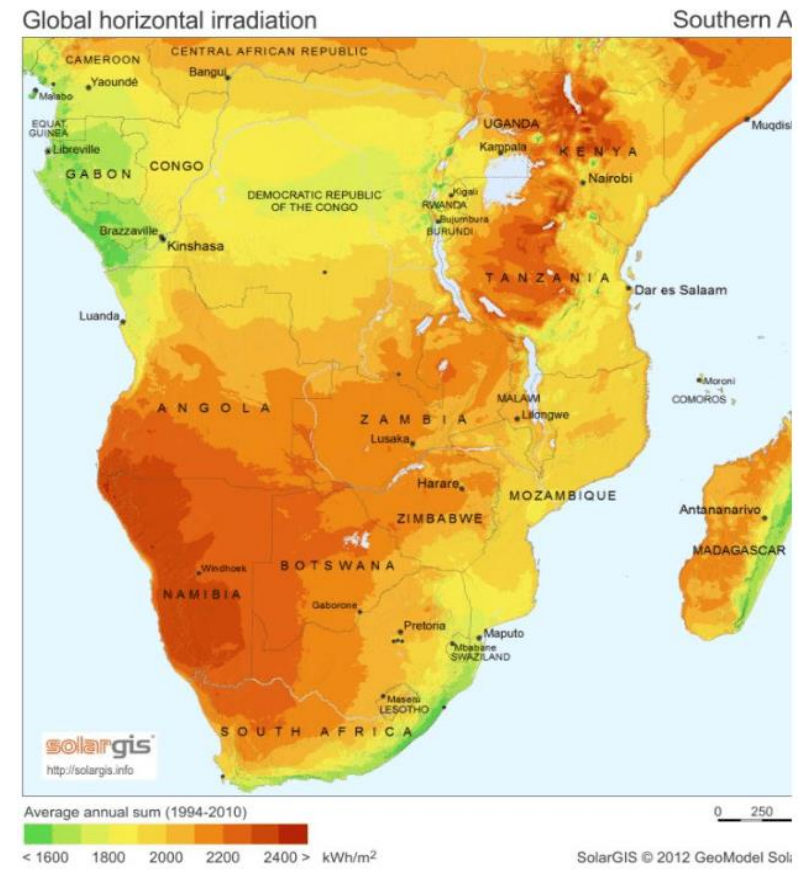 Global horizontal irradiation
Southern A
CAMEROON
CENTRAL AFRICAN REPUBLIC
Bangui
Yaoundé
Malabo
EQUAT.
GUINEA
Libreville
GABON
CONGO
UGANDA
Kampala
KENYA
Nairobi
Muqdis
DEMOCRATIC REPUBLIC
OF THE CONGO
Kigali
RWANDA
Bujumbura
BURUNDI
Brazzaville
Kinshasa
TANZANIA
Dar es Salaam
Luanda
Moroni
COMOROS
ANGOLA
ZAMBIA
MALAWI
Lilongwe
Lusaka
Harare
MOZAMBIQUE
ZIMBABWE
Antananarivo
MADAGASCAR
BOTSWANA
Windhoek
NAMIBIA
Gaborone
Pretoria
Maputo
Mbabane
SWAZILAND
Maseru
LESOTHO
SOUTH AFRICA
solargis
http://solargis.info
Average annual sum (1994-2010)
0 250
< 1600 1800 2000 2200 2400 > kWh/m²
SolarGIS © 2012 GeoModel Sola